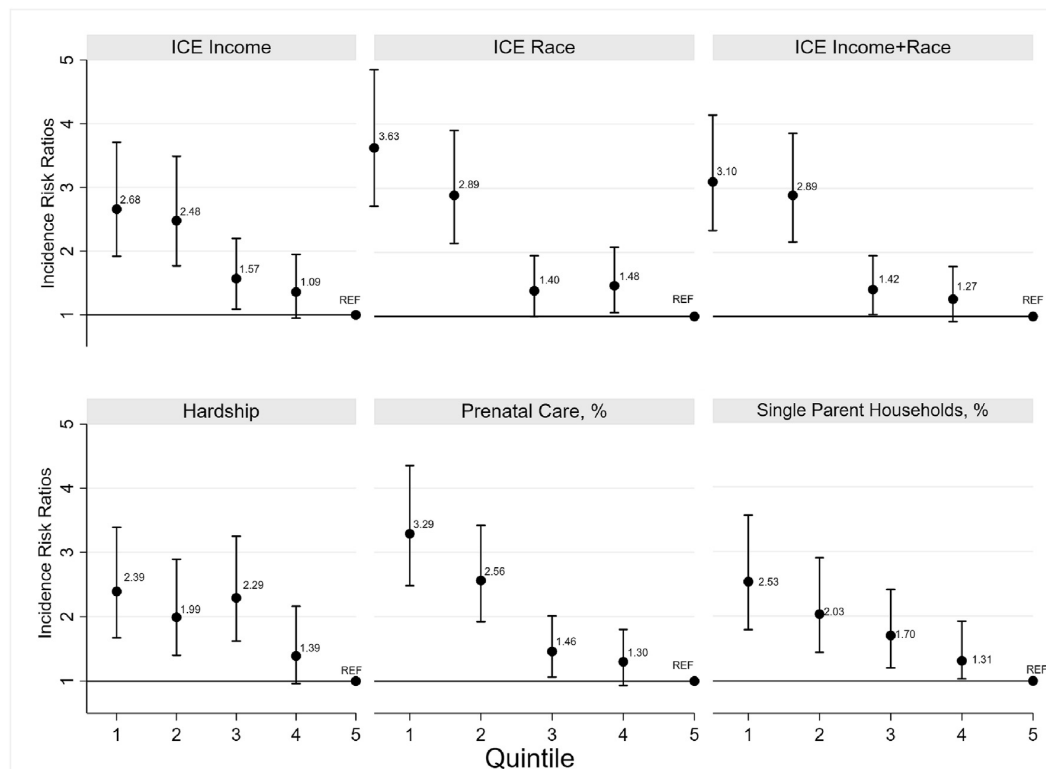 ICE Income
ICE Race
ICE Income+Race
Incidence Risk Ratios
5
4
3
2
1
2.68
2.48
1.57
1.09
REF
3.63
2.89
1.40
1.48
REF
3.10
2.89
1.42
1.27
REF
Hardship
Prenatal Care, %
Single Parent Households, %
Incidence Risk Ratios
5
4
3
2
1
2.39
1.99
2.29
1.39
REF
3.29
2.56
1.46
1.30
REF
2.53
2.03
1.70
1.31
REF
1 2 3 4 5
1 2 3 4 5
1 2 3 4 5
Quintile